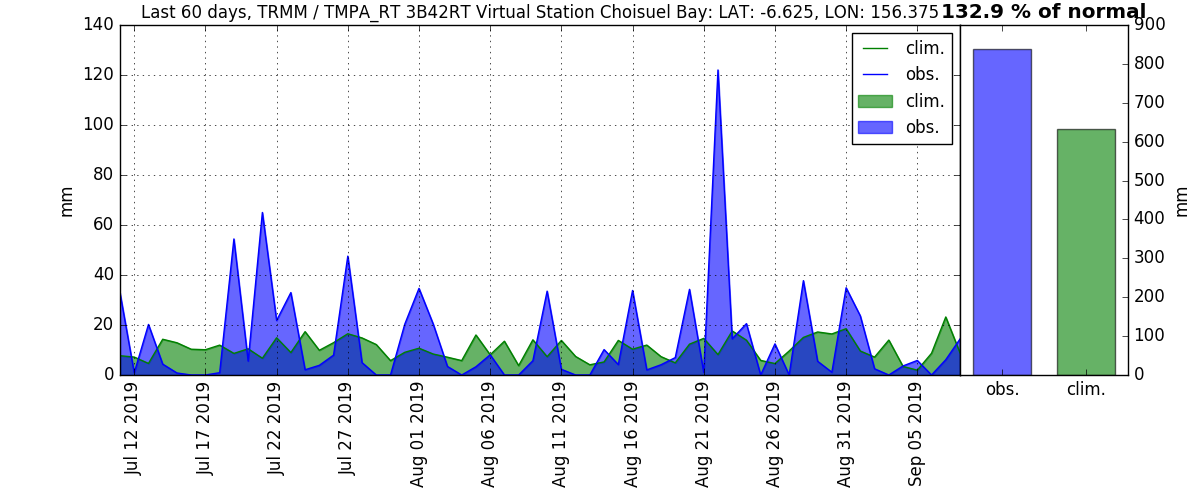 Last 60 days, TRMM / TMPA_RT 3B42RT Virtual Station Choisuel Bay: LAT: -6.625, LON: 156.375 132.9 % of normal
mm
140
120
100
80
60
40
20
0
clim.
obs.
clim.
obs.
Jul 12 2019
Jul 17 2019
Jul 22 2019
Jul 27 2019
Aug 01 2019
Aug 06 2019
Aug 11 2019
Aug 16 2019
Aug 21 2019
Aug 26 2019
Aug 31 2019
Sep 05 2019
900
800
700
600
500
400
300
200
100
0
mm
obs.
clim.